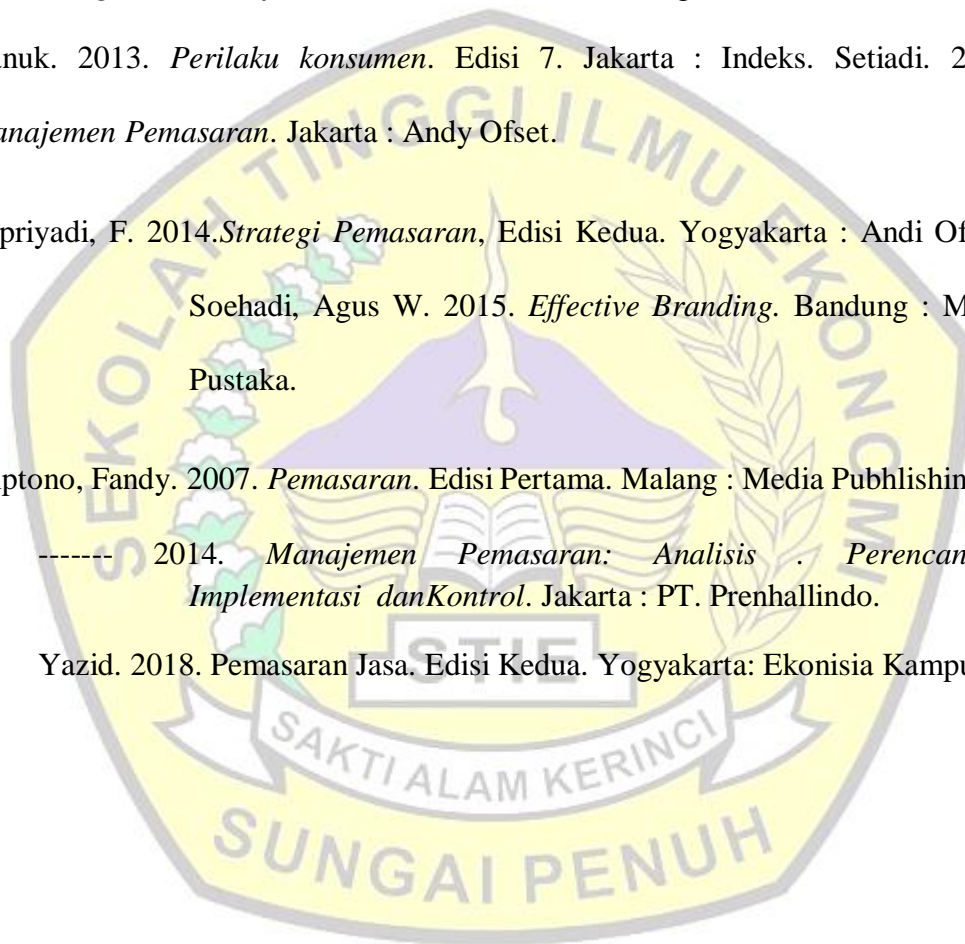 anuk. 2013. Perilaku konsumen. Edisi 7. Jakarta : Indeks. Setiadi. 2
anajemen Pemasaran. Jakarta : Andy Ofset.
priyadi, F. 2014.Strategi Pemasaran, Edisi Kedua. Yogyakarta : Andi Of
Soehadi, Agus W. 2015. Effective Branding. Bandung : M
Pustaka.
iptono, Fandy. 2007. Pemasaran. Edisi Pertama. Malang : Media Pubhlishin
------- 2014. Manajemen Pemasaran: Analisis . Perencan
Implementasi danKontrol. Jakarta : PT. Prenhallindo.
Yazid. 2018. Pemasaran Jasa. Edisi Kedua. Yogyakarta: Ekonisia Kampu
SEKOLAH TINGGI ILMU EKONOMI
STIE
SAKTI ALAM KERINCI
SUNGAI PENUH